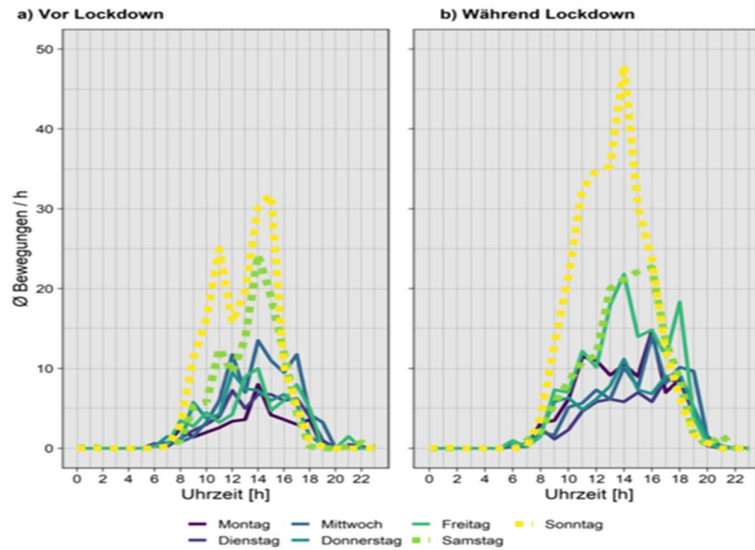 a) Vor Lockdown
b) Während Lockdown
Ø Bewegungen / h
50
40
30
20
10
0
0 2 4 6 8 10 12 14 16 18 20 22
0 2 4 6 8 10 12 14 16 18 20 22
Uhrzeit [h]
Uhrzeit [h]
Montag Mittwoch Freitag Sonntag
Dienstag Donnerstag Samstag